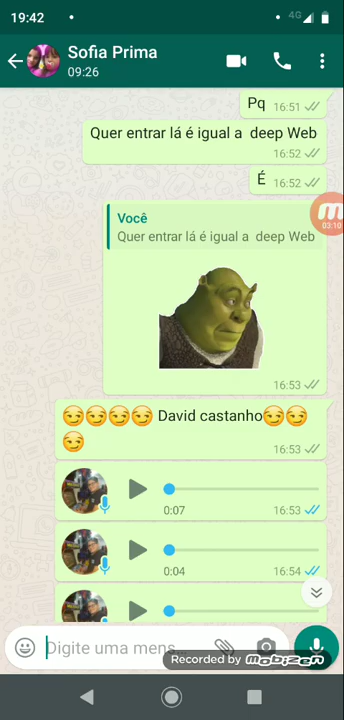 19:42
4G
Sofia Prima
09:26
Pq 16:51
Quer entrar lá é igual a deep Web
16:52
É 16:52
Você
Quer entrar lá é igual a deep Web
03:10
16:53
😏😏😏😏 David castanho😏😏
😏
16:53
0:07 16:53
0:04 16:54
Digite uma mens...
Recorded by mobizen